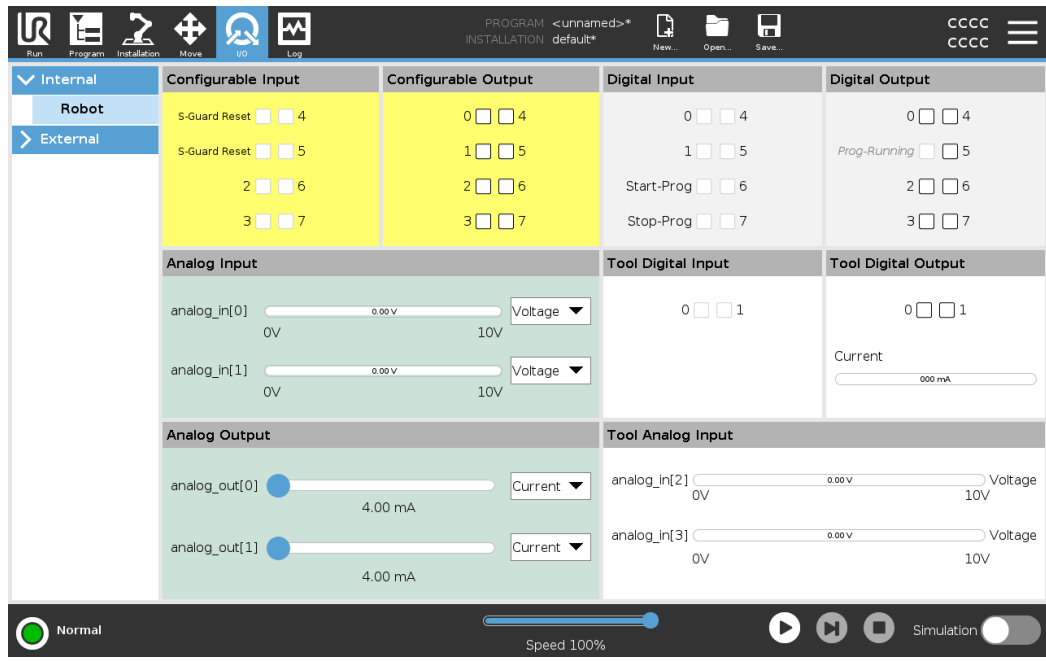 PROGRAM <unnamed>*
INSTALLATION default*
CCCC
CCCC
UR
Run Program Installation Move I/O Log New... Open... Save...
Internal
Robot
External
Configurable Input Configurable Output Digital Input Digital Output
S-Guard Reset 4 0 4 0 4 0 4
S-Guard Reset 5 1 5 1 5 Prog-Running 5
2 6 2 6 Start-Prog 6 2 6
3 7 3 7 Stop-Prog 7 3 7
Analog Input Tool Digital Input Tool Digital Output
analog_in[0] 0.00 V Voltage 0 1 0 1
0V 10V
Current
analog_in[1] 0.00 V Voltage
000 mA
0V 10V
Analog Output Tool Analog Input
analog_out[0] Current analog_in[2] 0.00 V Voltage
0V 10V
4.00 mA
analog_out[1] Current analog_in[3] 0.00 V Voltage
0V 10V
4.00 mA
Normal
Speed 100%
Simulation